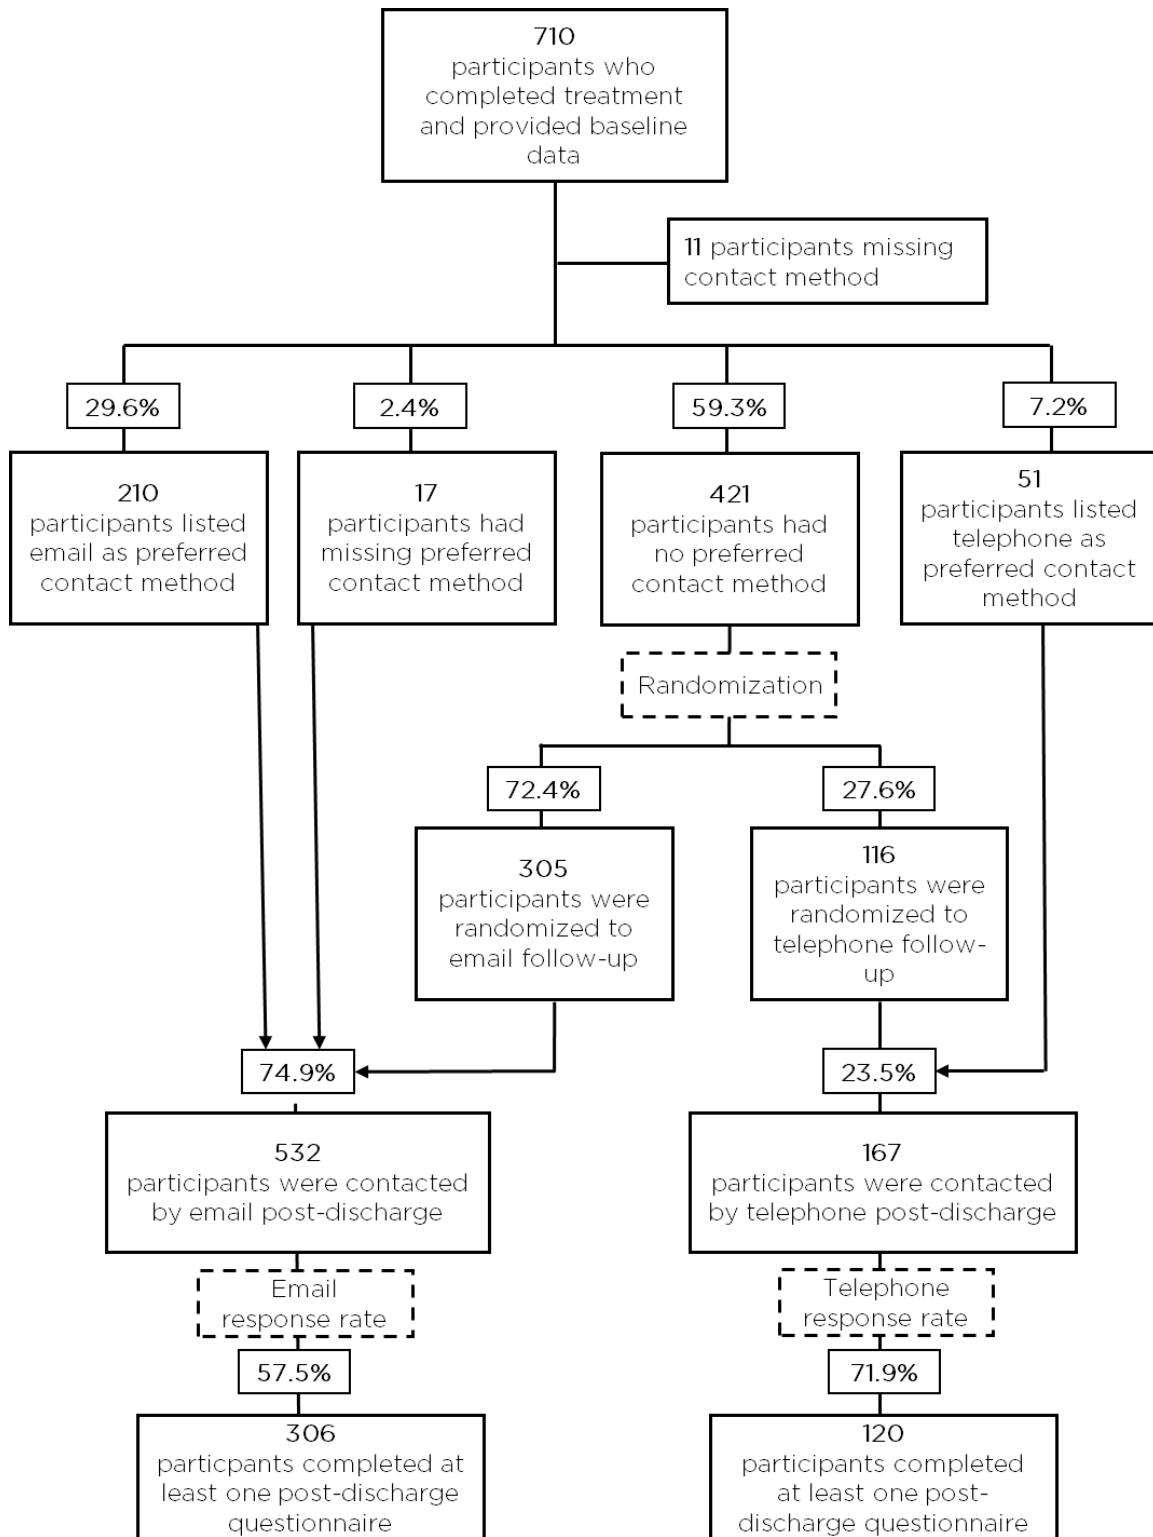 710
participants who
completed treatment
and provided baseline
data
11 participants missing
contact method
29.6%
2.4%
59.3%
7.2%
210
participants listed
email as preferred
contact method
17
participants had
missing preferred
contact method
421
participants had
no preferred
contact method
51
participants listed
telephone as
preferred contact
method
Randomization
72.4%
27.6%
305
participants were
randomized to
email follow-up
116
participants were
randomized to
telephone follow-
up
74.9%
23.5%
532
participants were contacted
by email post-discharge
167
participants were contacted
by telephone post-discharge
Email
response rate
Telephone
response rate
57.5%
71.9%
306
particpants completed at
least one post-discharge
questionnaire
120
participants completed
at least one post-
discharge questionnaire